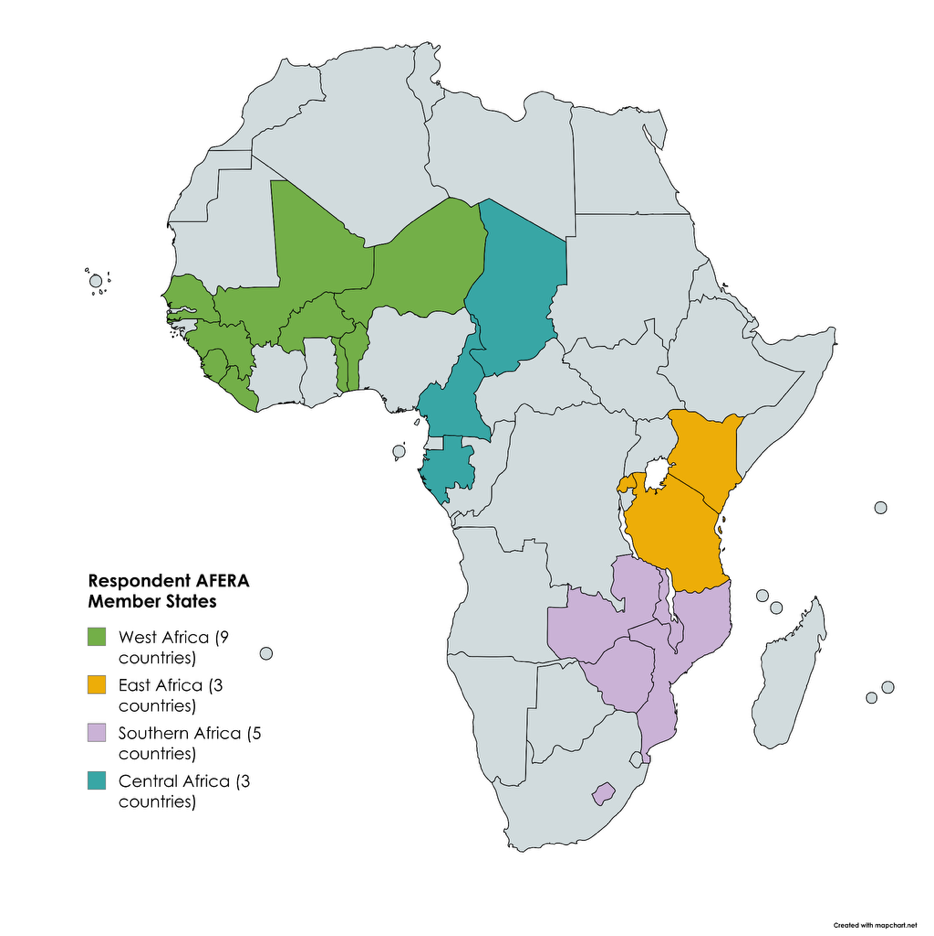 Respondent AFERA
Member States
West Africa (9
countries)
East Africa (3
countries)
Southern Africa (5
countries)
Central Africa (3
countries)
Created with mapchart.net